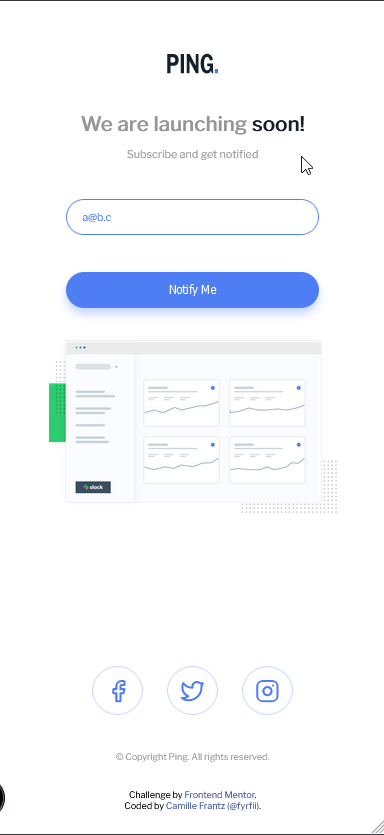 PING.
We are launching soon!
Subscribe and get notified
a@b.c
Notify Me
slack
© Copyright Ping. All rights reserved.
Challenge by Frontend Mentor.
Coded by Camille Frantz (@fyrfli).